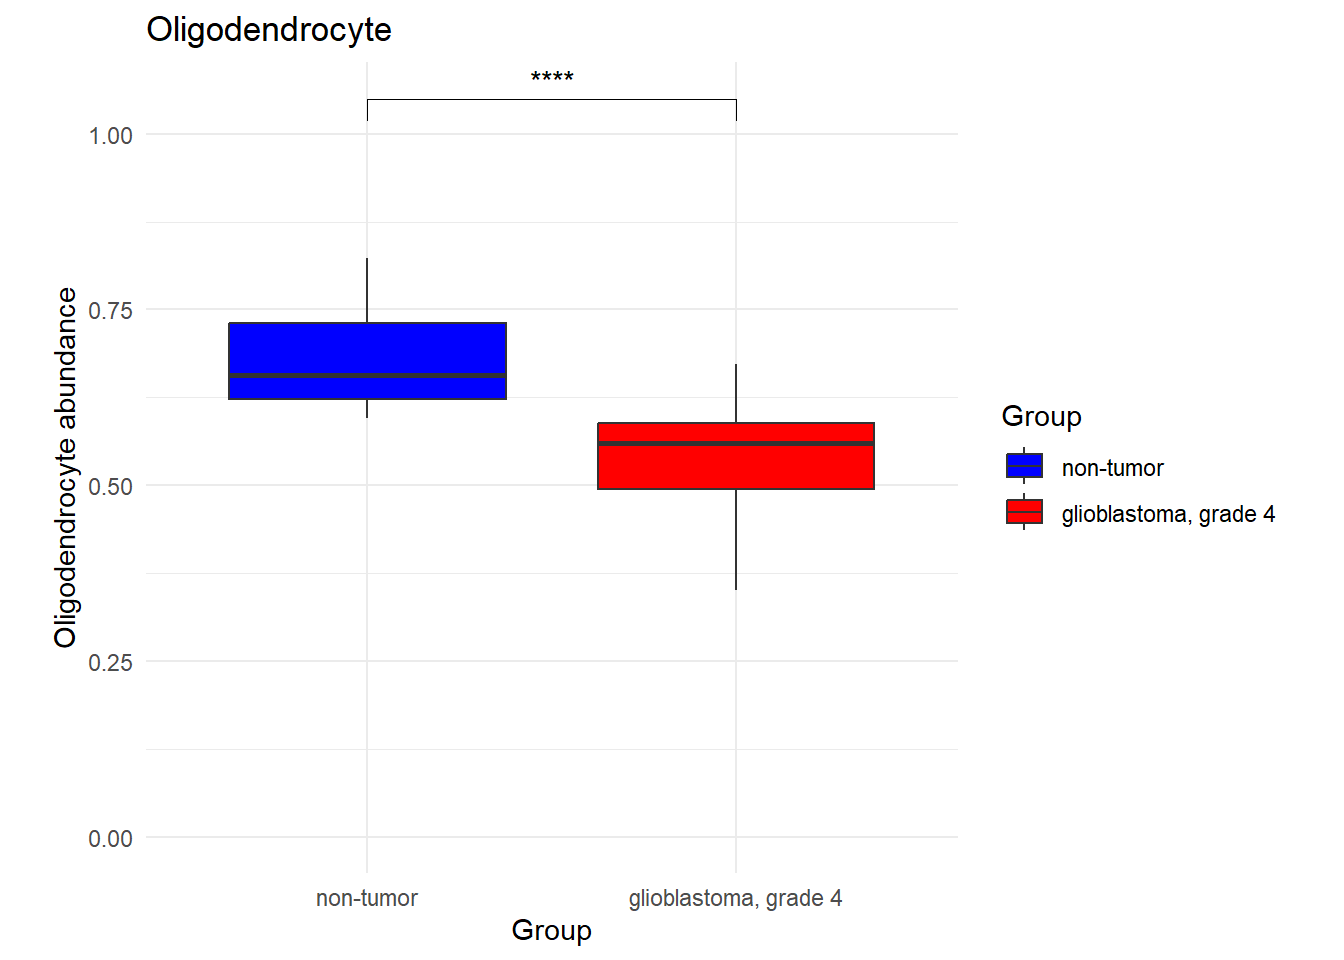 Oligodendrocyte
****
1.00
0.75
0.50
0.25
0.00
Oligodendrocyte abundance
non-tumor
glioblastoma, grade 4
Group
Group
non-tumor
glioblastoma, grade 4